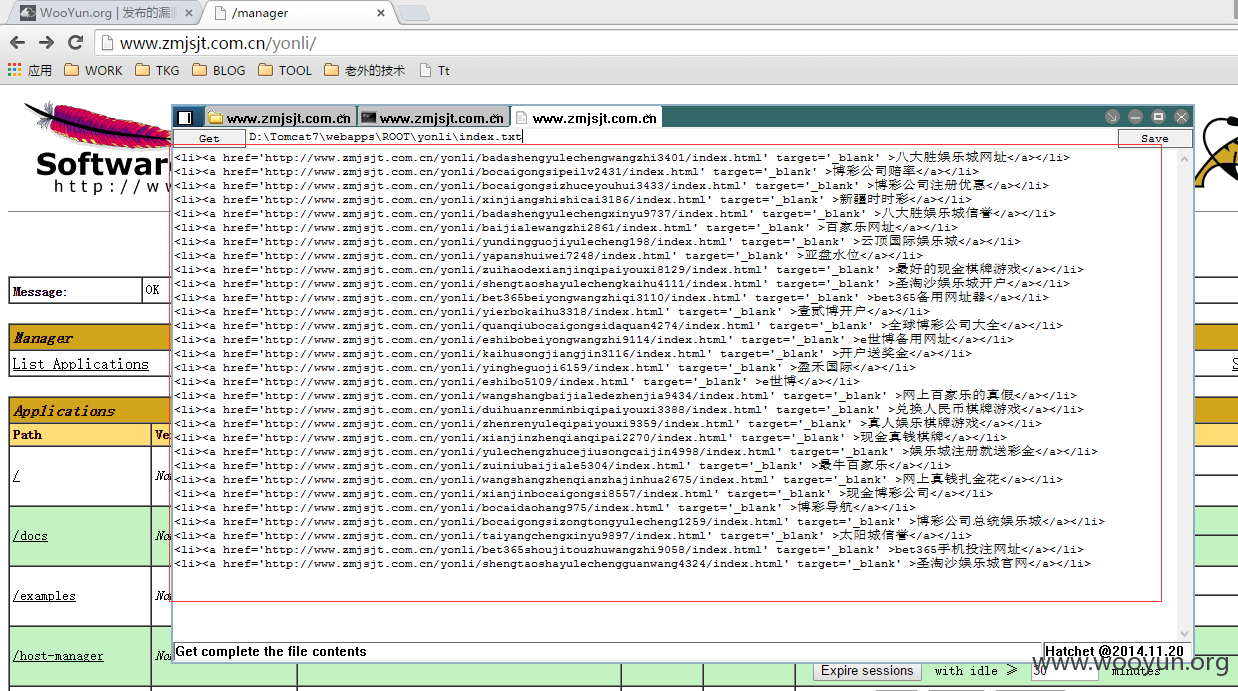 WooYun.org | 发布的漏洞
/manager
www.zmjsjt.com.cn/yonli/
应用 WORK TKG BLOG TOOL 老外的技术 Tt
www.zmjsjt.com.cn www.zmjsjt.com.cn www.zmjsjt.com.cn
Get D:\Tomcat7\webapps\ROOT\yonli\index.txt Save
Softwar
http://w
<li><a href='http://www.zmjsjt.com.cn/yonli/badashengyulechengwangzhi3401/index.html' target='_blank' >八大胜娱乐城网址</a></li>
<li><a href='http://www.zmjsjt.com.cn/yonli/bocaigongsipeilv2431/index.html' target='_blank' >博彩公司赔率</a></li>
<li><a href='http://www.zmjsjt.com.cn/yonli/bocaigongsizhuceyouhui3433/index.html' target='_blank' >博彩公司注册优惠</a></li>
<li><a href='http://www.zmjsjt.com.cn/yonli/xinjiangshishicai3186/index.html' target='_blank' >新疆时时彩</a></li>
<li><a href='http://www.zmjsjt.com.cn/yonli/badashengyulechengxinyu9737/index.html' target='_blank' >八大胜娱乐城信誉</a></li>
<li><a href='http://www.zmjsjt.com.cn/yonli/baijialewangzhi2861/index.html' target='_blank' >百家乐网址</a></li>
<li><a href='http://www.zmjsjt.com.cn/yonli/yundingguojiyulecheng198/index.html' target='_blank' >云顶国际娱乐城</a></li>
<li><a href='http://www.zmjsjt.com.cn/yonli/yapanshuiwei7248/index.html' target='_blank' >亚盘水位</a></li>
<li><a href='http://www.zmjsjt.com.cn/yonli/zuihaodexianjinqipaiyouxi8129/index.html' target='_blank' >最好的现金棋牌游戏</a></li>
<li><a href='http://www.zmjsjt.com.cn/yonli/shengtaoshayulechengkaihu4111/index.html' target='_blank' >圣淘沙娱乐城开户</a></li>
<li><a href='http://www.zmjsjt.com.cn/yonli/bet365beiyongwangzhiqi3110/index.html' target='_blank' >bet365备用网址器</a></li>
<li><a href='http://www.zmjsjt.com.cn/yonli/yierbokaihu3318/index.html' target='_blank' >壹贰博开户</a></li>
<li><a href='http://www.zmjsjt.com.cn/yonli/quanqiubocaigongsidaquan4274/index.html' target='_blank' >全球博彩公司大全</a></li>
<li><a href='http://www.zmjsjt.com.cn/yonli/eshibobeiyongwangzhi9114/index.html' target='_blank' >e世博备用网址</a></li>
<li><a href='http://www.zmjsjt.com.cn/yonli/kaihusongjiangjin3116/index.html' target='_blank' >开户送奖金</a></li>
<li><a href='http://www.zmjsjt.com.cn/yonli/yingheguoji6159/index.html' target='_blank' >盈禾国际</a></li>
<li><a href='http://www.zmjsjt.com.cn/yonli/eshibo5109/index.html' target='_blank' >e世博</a></li>
<li><a href='http://www.zmjsjt.com.cn/yonli/wangshangbaijialedezhenjia9434/index.html' target='_blank' >网上百家乐的真假</a></li>
<li><a href='http://www.zmjsjt.com.cn/yonli/duihuanrenminbiqipaiyouxi3388/index.html' target='_blank' >兑换人民币棋牌游戏</a></li>
<li><a href='http://www.zmjsjt.com.cn/yonli/zhenrenyuleqipaiyouxi9359/index.html' target='_blank' >真人娱乐棋牌游戏</a></li>
<li><a href='http://www.zmjsjt.com.cn/yonli/xianjinzhenqianqipai2270/index.html' target='_blank' >现金真钱棋牌</a></li>
<li><a href='http://www.zmjsjt.com.cn/yonli/yulechengzhucejiusongcaijin4998/index.html' target='_blank' >娱乐城注册就送彩金</a></li>
<li><a href='http://www.zmjsjt.com.cn/yonli/zuiniubaijiale5304/index.html' target='_blank' >最牛百家乐</a></li>
<li><a href='http://www.zmjsjt.com.cn/yonli/wangshangzhenqianzhajinhua2675/index.html' target='_blank' >网上真钱扎金花</a></li>
<li><a href='http://www.zmjsjt.com.cn/yonli/xianjinbocaigongsi8557/index.html' target='_blank' >现金博彩公司</a></li>
<li><a href='http://www.zmjsjt.com.cn/yonli/bocaidaohang975/index.html' target='_blank' >博彩导航</a></li>
<li><a href='http://www.zmjsjt.com.cn/yonli/bocaigongsizongtongyulecheng1259/index.html' target='_blank' >博彩公司总统娱乐城</a></li>
<li><a href='http://www.zmjsjt.com.cn/yonli/taiyangchengxinyu9897/index.html' target='_blank' >太阳城信誉</a></li>
<li><a href='http://www.zmjsjt.com.cn/yonli/bet365shoujitouzhuwangzhi9058/index.html' target='_blank' >bet365手机投注网址</a></li>
<li><a href='http://www.zmjsjt.com.cn/yonli/shengtaoshayulechengguanwang4324/index.html' target='_blank' >圣淘沙娱乐城官网</a></li>
Message: OK
Manager
List Applications
Applications
Path Ve
/ No
/docs No
/examples No
/host-manager No
Get complete the file contents Hatchet @2014.11.20
Expire sessions with idle ≥ 30 minutes
www.wooyun.org